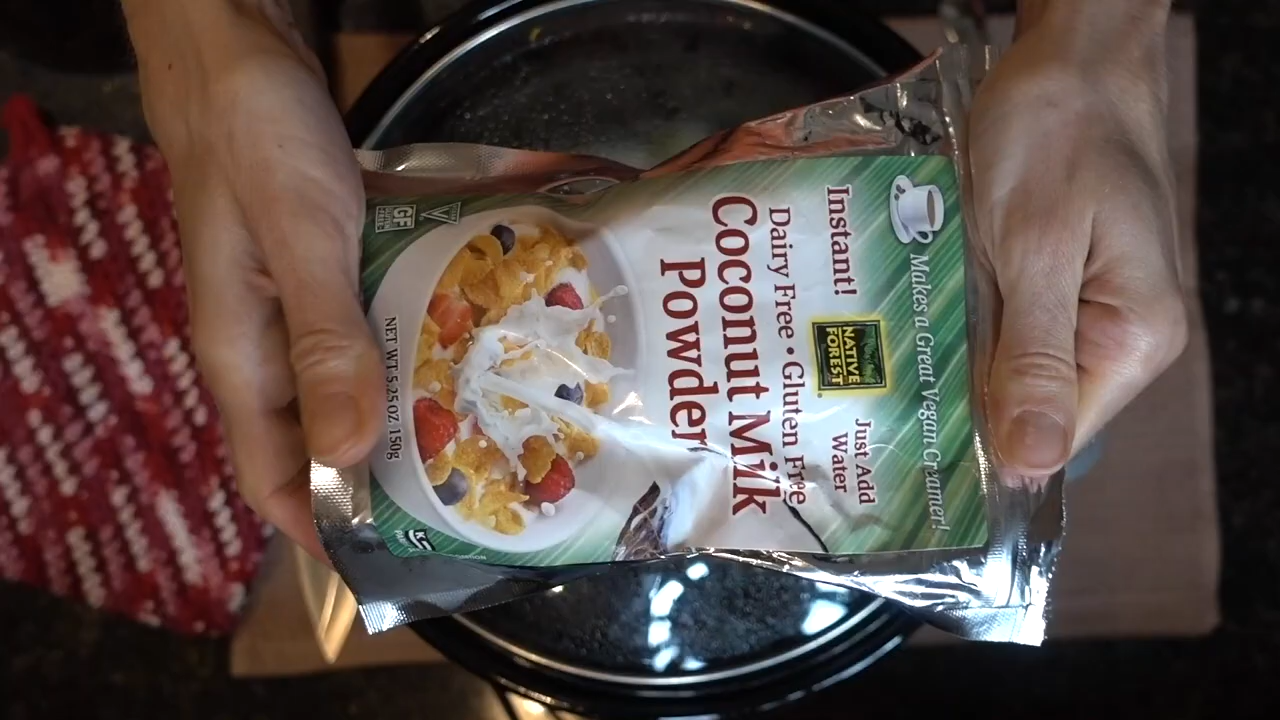 Makes a Great Vegan Creamer!
NATIVE
FOREST
Instant!
Just Add
Water
Dairy Free • Gluten Free
Coconut Milk
Powder
GF
NET WT 5.25 OZ 150g